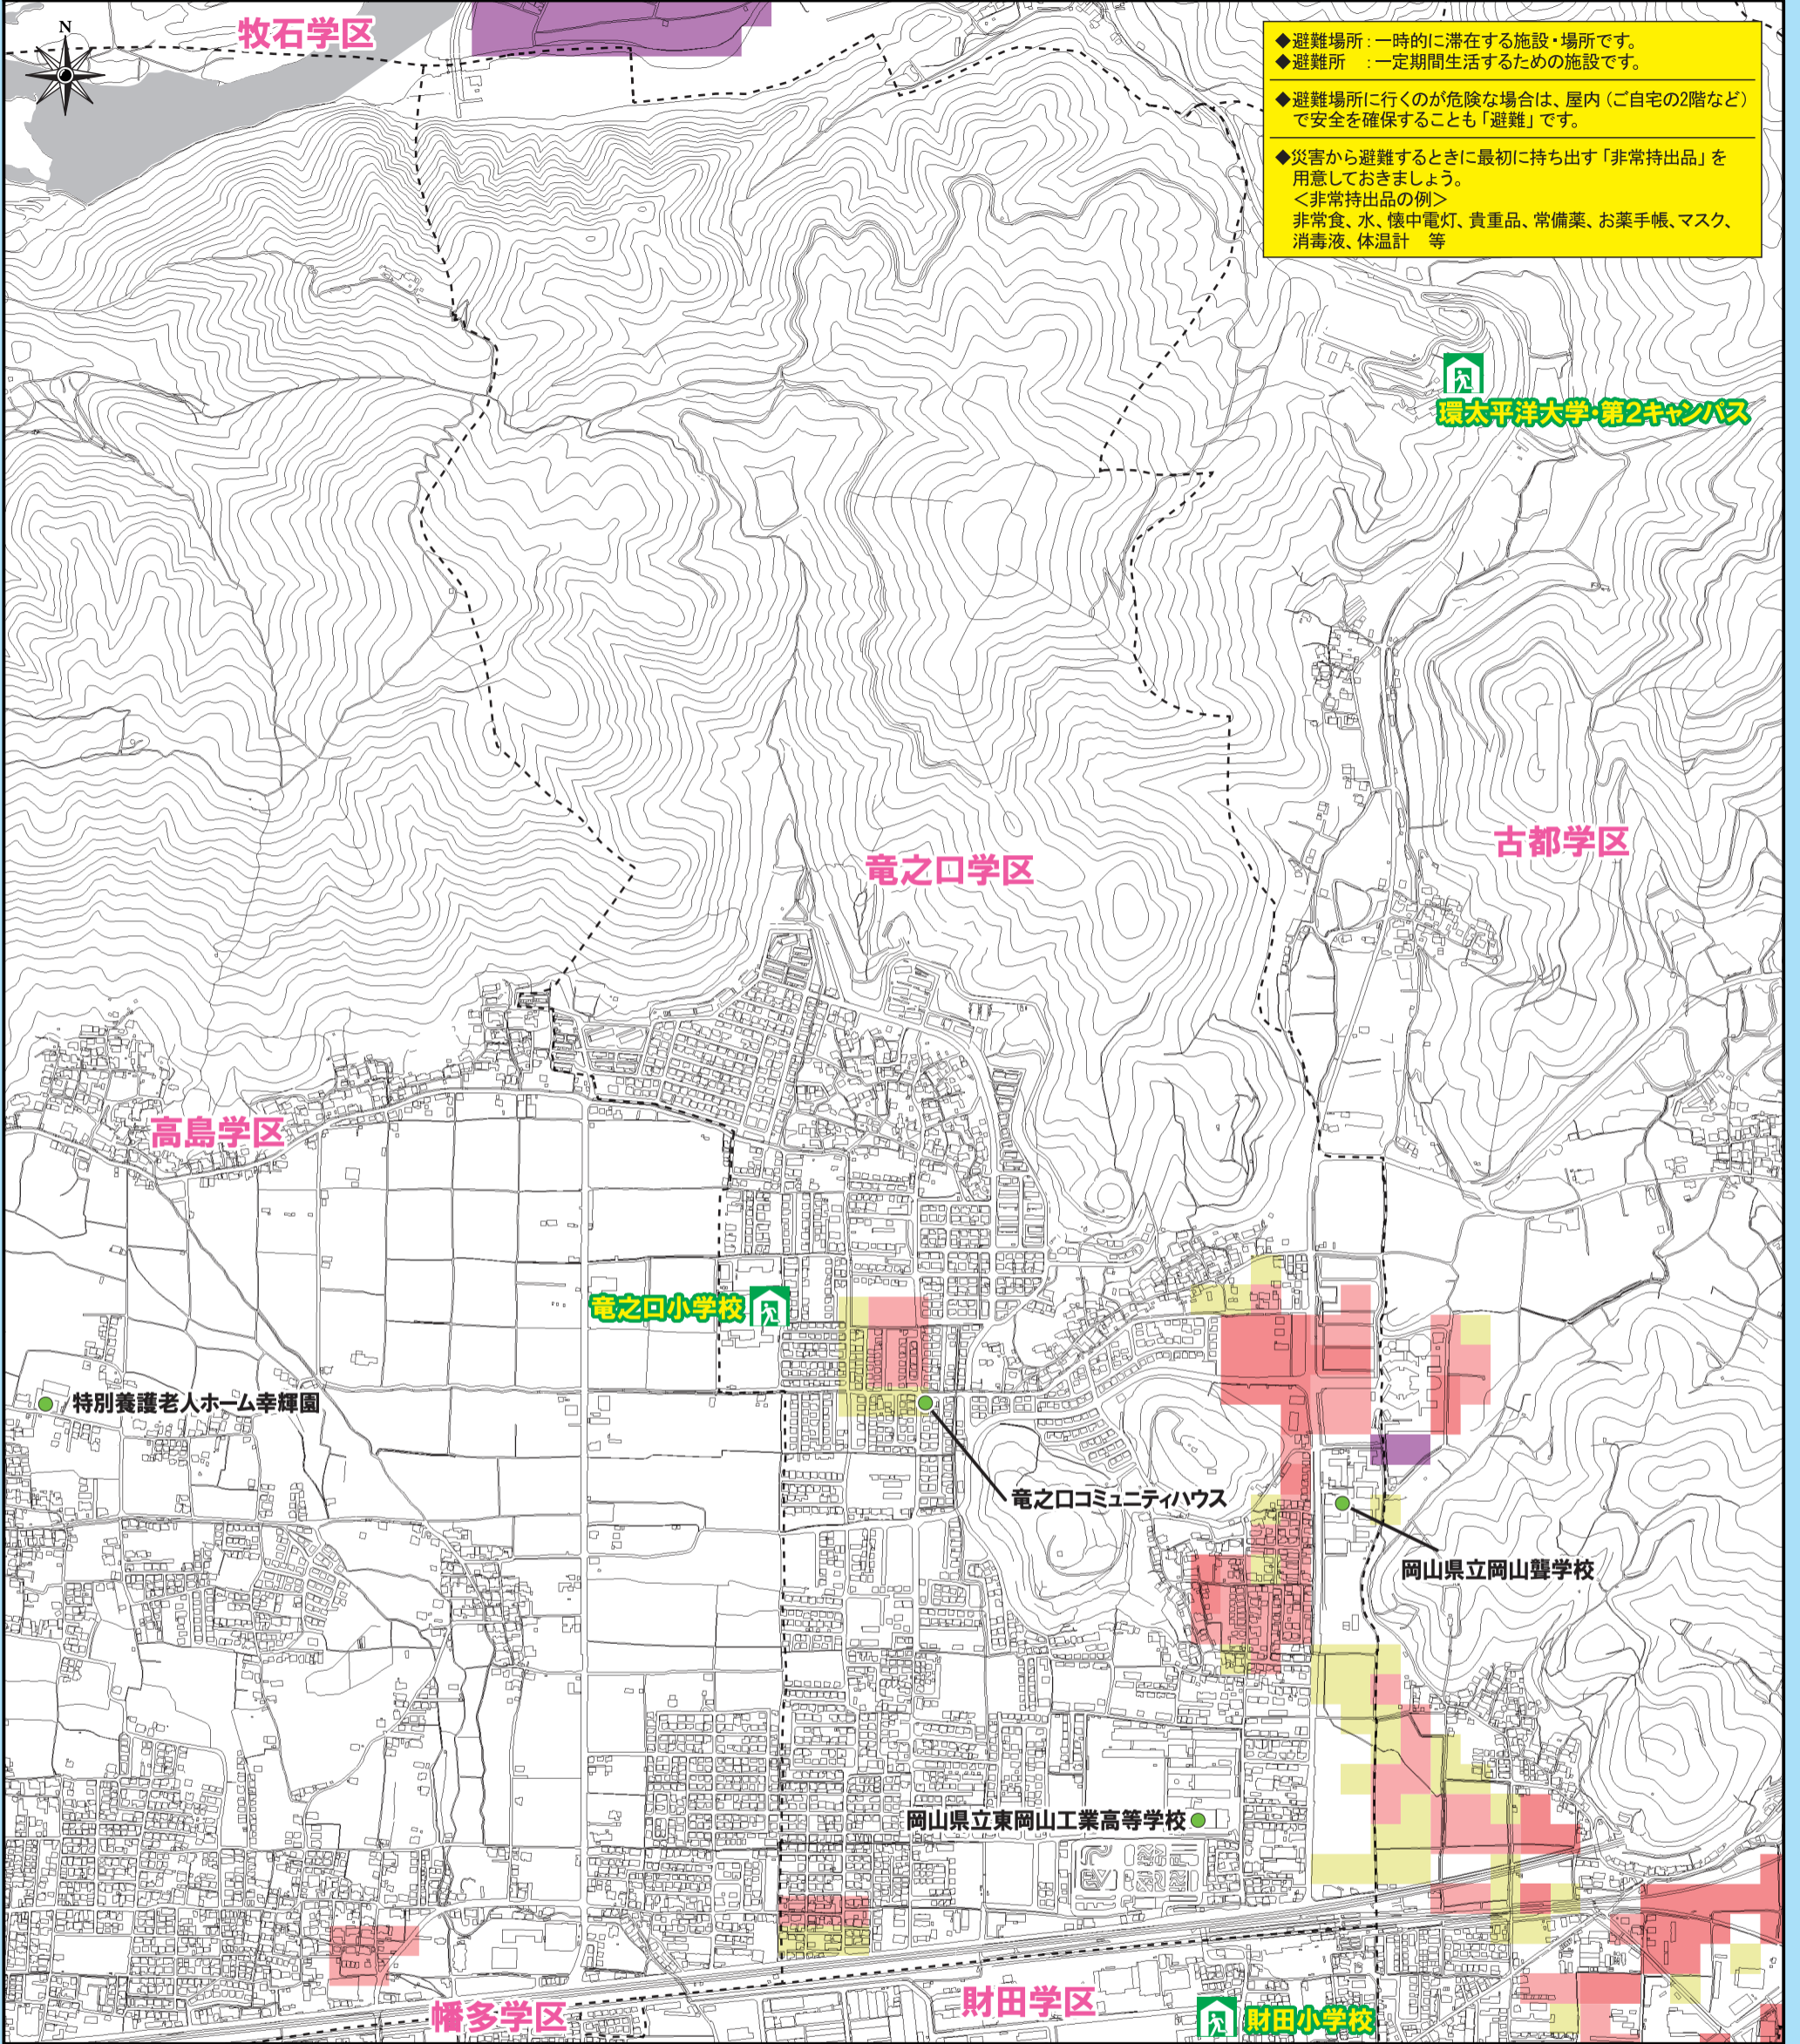 牧石学区
N
◆避難場所：一時的に滞在する施設・場所です。
◆避難所　：一定期間生活するための施設です。
◆避難場所に行くのが危険な場合は、屋内（ご自宅の2階など）
で安全を確保することも「避難」です。
◆災害から避難するときに最初に持ち出す「非常持出品」を
用意しておきましょう。
＜非常持出品の例＞
非常食、水、懐中電灯、貴重品、常備薬、お薬手帳、マスク、
消毒液、体温計　等
環太平洋大学・第2キャンパス
古都学区
竜之口学区
高島学区
竜之口小学校
特別養護老人ホーム幸輝園
竜之口コミュニティハウス
岡山県立岡山聾学校
岡山県立東岡山工業高等学校
幡多学区
財田学区
財田小学校